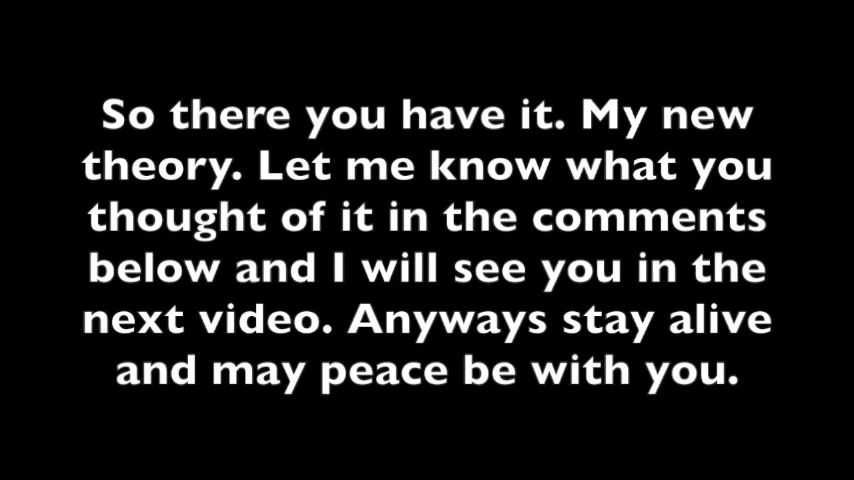 So there you have it. My new
theory. Let me know what you
thought of it in the comments
below and I will see you in the
next video. Anyways stay alive
and may peace be with you.